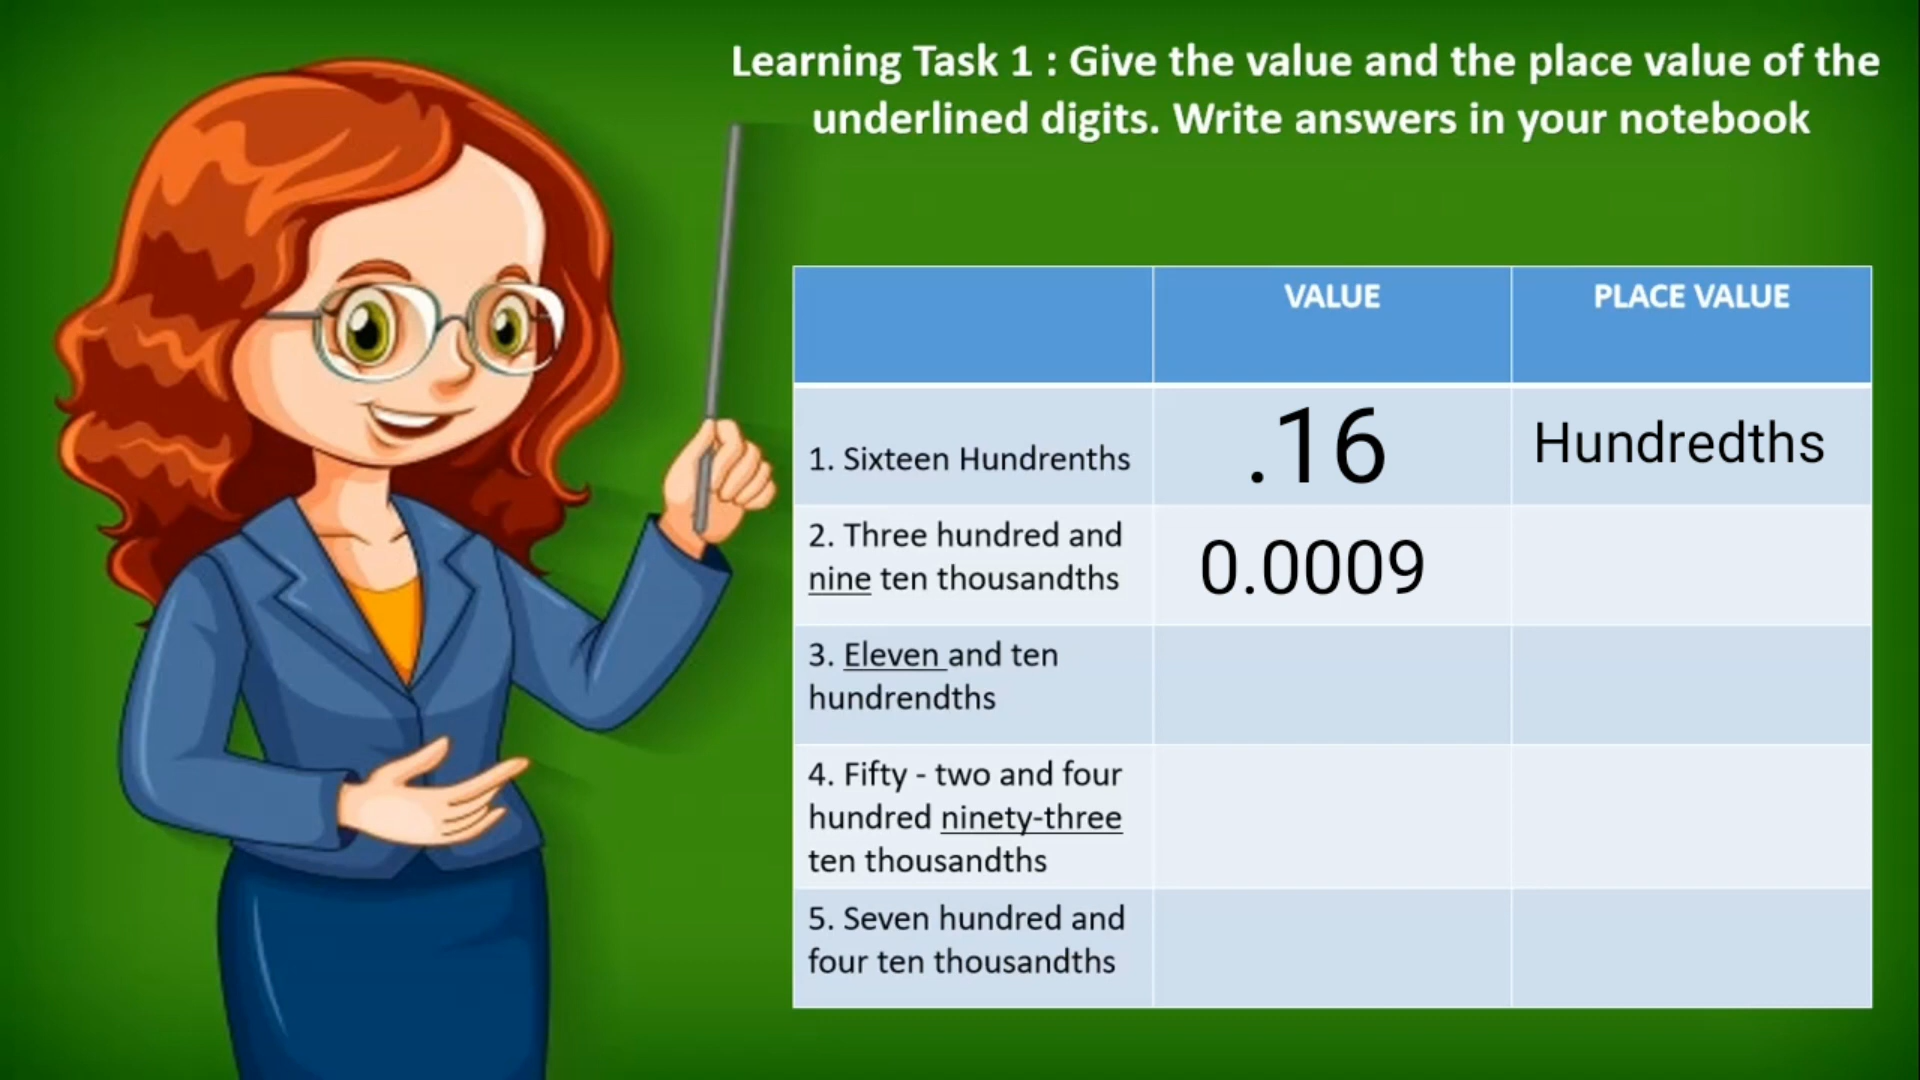 Learning Task 1 : Give the value and the place value of the
underlined digits. Write answers in your notebook
VALUE
PLACE VALUE
1. Sixteen Hundrenths
.16
Hundredths
2. Three hundred and
nine ten thousandths
0.0009
3. Eleven and ten
hundrendths
4. Fifty - two and four
hundred ninety-three
ten thousandths
5. Seven hundred and
four ten thousandths